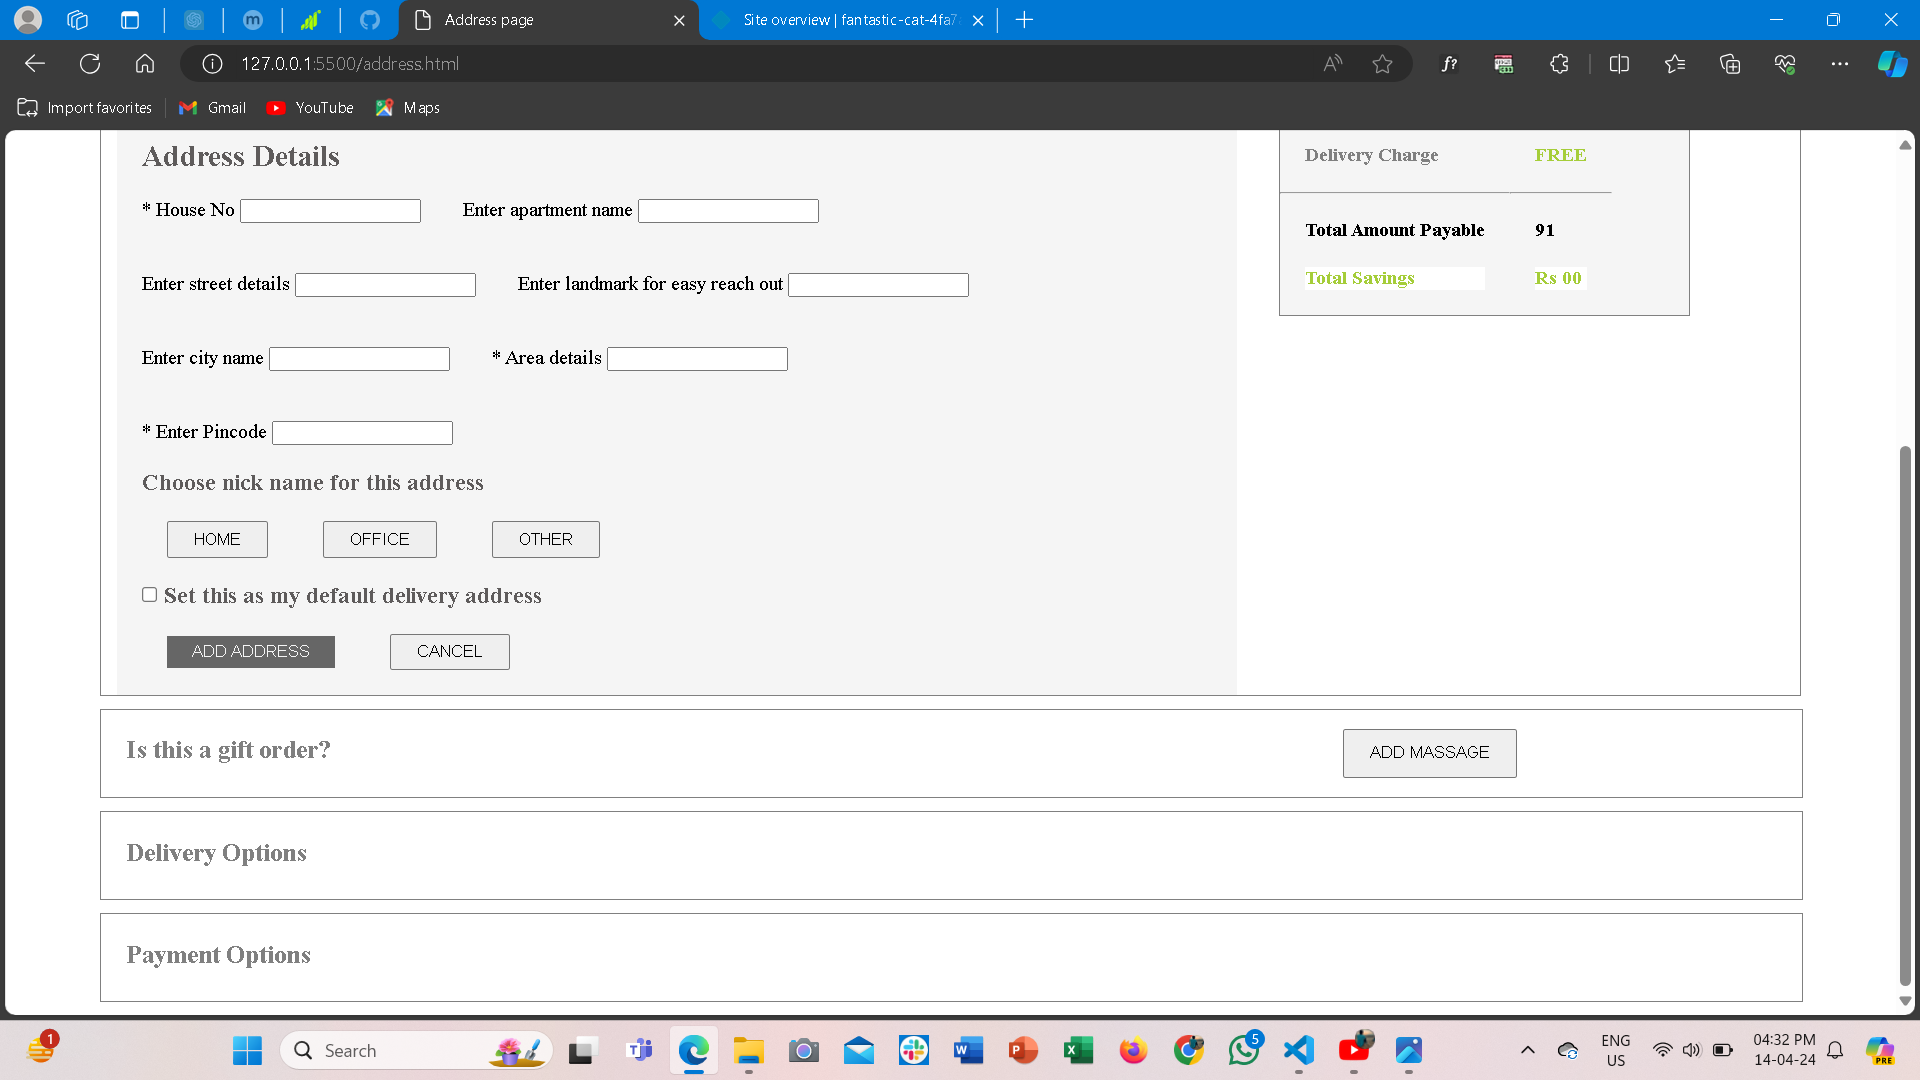 Address page
Site overview | fantastic-cat-4fa7
127.0.0.1:5500/address.html
Import favorites
Gmail
YouTube
Maps
Address Details
* House No
Enter apartment name
Enter street details
Enter landmark for easy reach out
Enter city name
* Area details
* Enter Pincode
Choose nick name for this address
HOME
OFFICE
OTHER
Set this as my default delivery address
ADD ADDRESS
CANCEL
Delivery Charge
FREE
Total Amount Payable
91
Total Savings
Rs 00
Is this a gift order?
ADD MASSAGE
Delivery Options
Payment Options
1
Search
5
ENG
US
04:32 PM
14-04-24
PRE